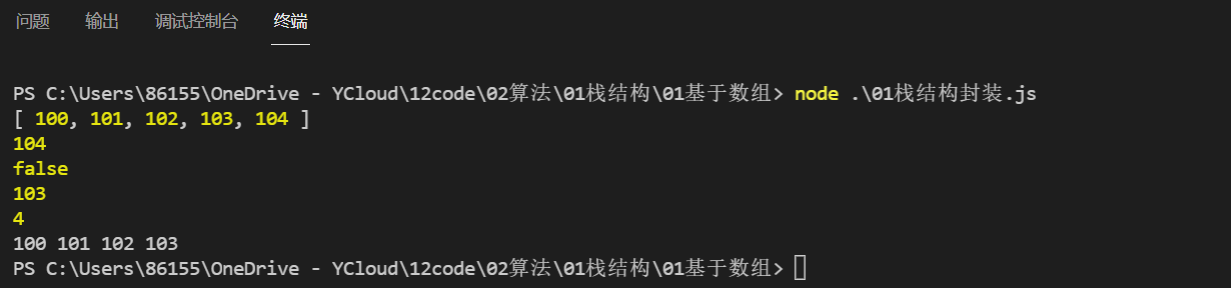 问题 输出 调试控制台 终端
PS C:\Users\86155\OneDrive - YCloud\12code\02算法\01栈结构\01基于数组> node .\01栈结构封装.js
[ 100, 101, 102, 103, 104 ]
104
false
103
4
100 101 102 103
PS C:\Users\86155\OneDrive - YCloud\12code\02算法\01栈结构\01基于数组>